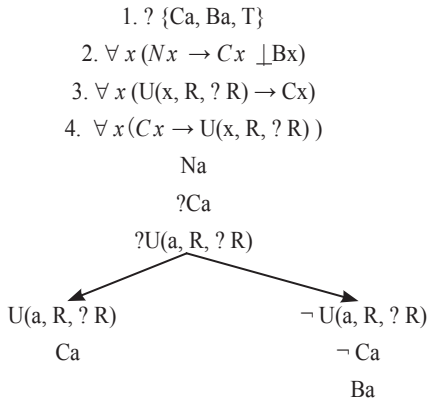 1. ? {Ca, Ba, T}
2. ∀ x (Nx → Cx ⊥Bx)
3. ∀ x (U(x, R, ? R) → Cx)
4. ∀ x(Cx → U(x, R, ? R) )
Na
?Ca
?U(a, R, ? R)
U(a, R, ? R) ¬ U(a, R, ? R)
Ca ¬ Ca
Ba